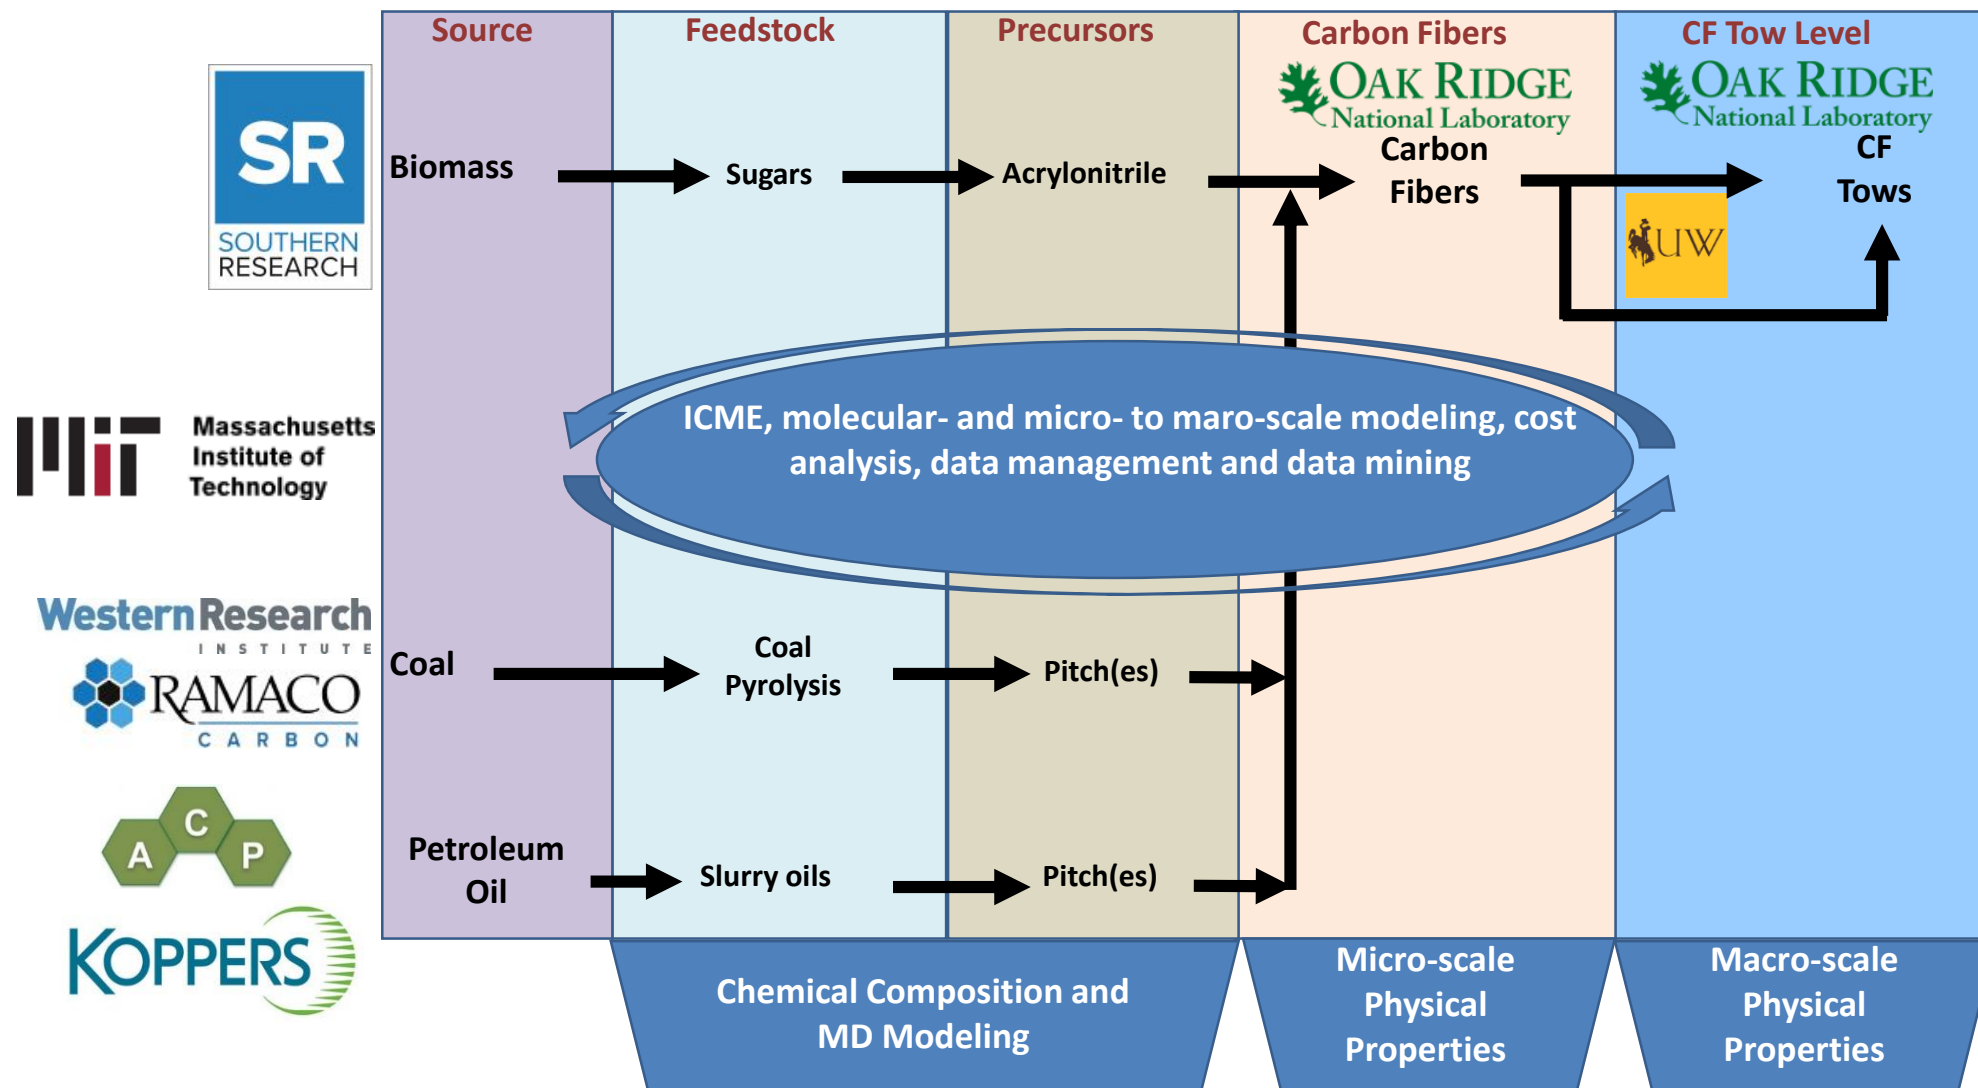 Source
Feedstock
Precursors
Carbon Fibers
CF Tow Level
SR
SOUTHERN
RESEARCH
OAK RIDGE
National Laboratory
OAK RIDGE
National Laboratory
Biomass
Sugars
Acrylonitrile
Carbon
Fibers
CF
Tows
UW
Massachusetts
Institute of
Technology
ICME, molecular- and micro- to maro-scale modeling, cost
analysis, data management and data mining
Western Research
INSTITUTE
RAMACO
CARBON
Coal
Coal
Pyrolysis
Pitch(es)
A C P
KOPPERS
Petroleum
Oil
Slurry oils
Pitch(es)
Chemical Composition and
MD Modeling
Micro-scale
Physical
Properties
Macro-scale
Physical
Properties